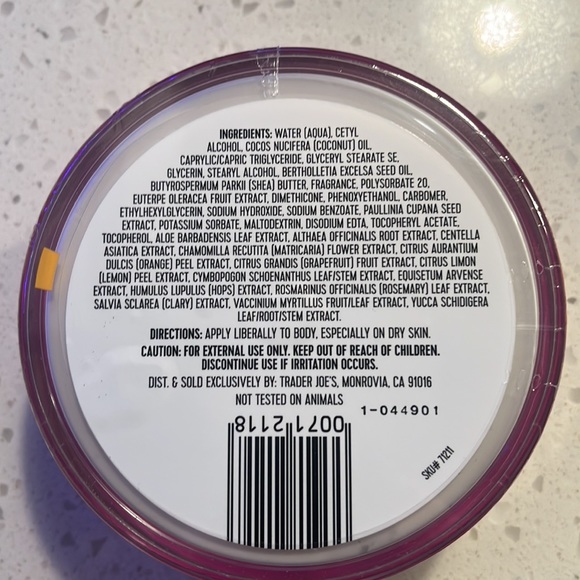 INGREDIENTS: WATER (AQUA), CETYL
ALCOHOL, COCOS NUCIFERA (COCONUT) OIL,
CAPRYLIC/CAPRIC TRIGLYCERIDE, GLYCERYL STEARATE SE,
GLYCERIN, STEARYL ALCOHOL, BERTHOLLETIA EXCELSA SEED OIL,
BUTYROSPERMUM PARKII (SHEA) BUTTER, FRAGRANCE, POLYSORBATE 20,
EUTERPE OLERACEA FRUIT EXTRACT, DIMETHICONE, PHENOXYETHANOL, CARBOMER,
ETHYLHEXYLGLYCERIN, SODIUM HYDROXIDE, SODIUM BENZOATE, PAULLINIA CUPANA SEED
EXTRACT, POTASSIUM SORBATE, MALTODEXTRIN, DISODIUM EDTA, TOCOPHERYL ACETATE,
TOCOPHEROL, ALOE BARBADENSIS LEAF EXTRACT, ALTHAEA OFFICINALIS ROOT EXTRACT, CENTELLA
ASIATICA EXTRACT, CHAMOMILLA RECUTITA (MATRICARIA) FLOWER EXTRACT, CITRUS AURANTIUM
DULCIS (ORANGE) PEEL EXTRACT, CITRUS GRANDIS (GRAPEFRUIT) FRUIT EXTRACT, CITRUS LIMON
(LEMON) PEEL EXTRACT, CYMBOPOGON SCHOENANTHUS LEAF/STEM EXTRACT, EQUISETUM ARVENSE
EXTRACT, HUMULUS LUPULUS (HOPS) EXTRACT, ROSMARINUS OFFICINALIS (ROSEMARY) LEAF EXTRACT,
SALVIA SCLAREA (CLARY) EXTRACT, VACCINIUM MYRTILLUS FRUIT/LEAF EXTRACT, YUCCA SCHIDIGERA
LEAF/ROOT/STEM EXTRACT.
DIRECTIONS: APPLY LIBERALLY TO BODY, ESPECIALLY ON DRY SKIN.
CAUTION: FOR EXTERNAL USE ONLY. KEEP OUT OF REACH OF CHILDREN.
DISCONTINUE USE IF IRRITATION OCCURS.
DIST. & SOLD EXCLUSIVELY BY: TRADER JOE'S, MONROVIA, CA 91016
NOT TESTED ON ANIMALS
1-044901
0071 2118
SKU# 71211